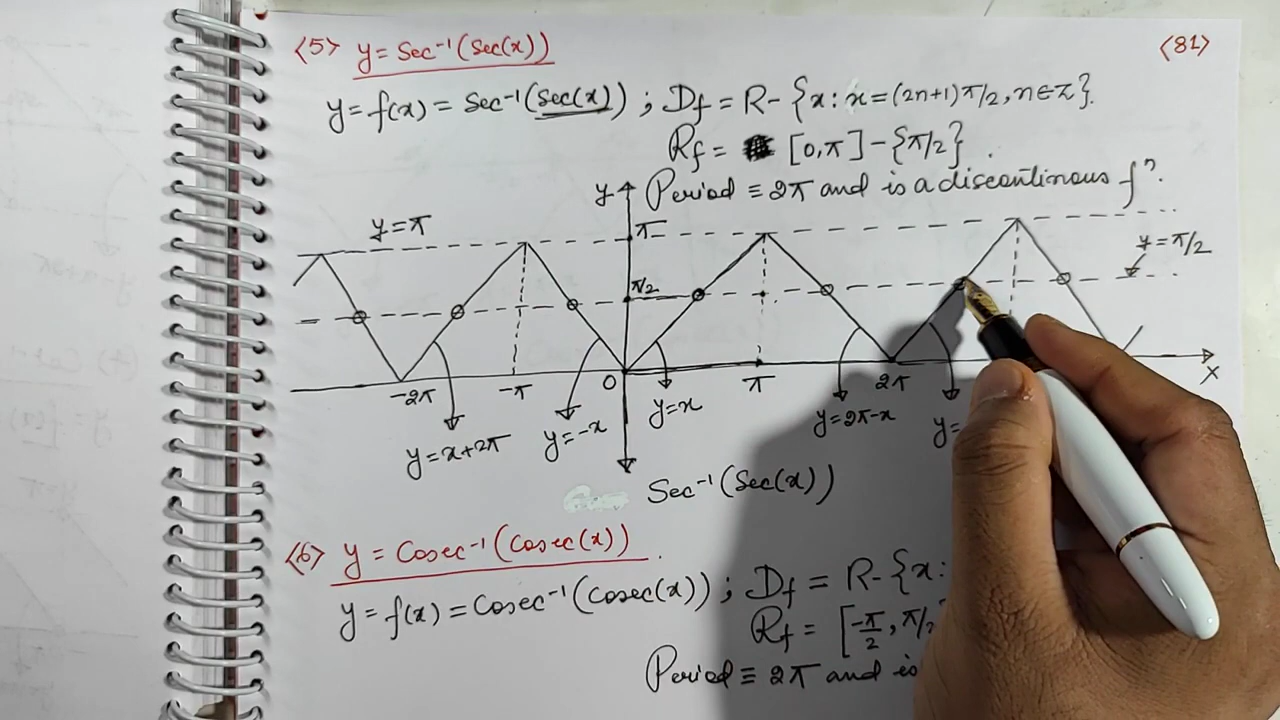 <5> y = Sec⁻¹(Sec(x)) <81>
y = f(x) = Sec⁻¹(Sec(x)) ; Df = R - {x : x = (2n+1)π/2, n∈Z}.
Rf = [0,π] - {π/2}
Period ≡ 2π and is a discontinous fⁿ.
y
y=π π y=π/2
π/2
-2π -π 0 π 2π X
y=x+2π y=-x y=x y=2π-x y=
Sec⁻¹(Sec(x))
<6> y = Cosec⁻¹(Cosec(x)).
y = f(x) = Cosec⁻¹(Cosec(x)) ; Df = R- {x:
Rf = [-π/2, π/2
Period ≡ 2π and is